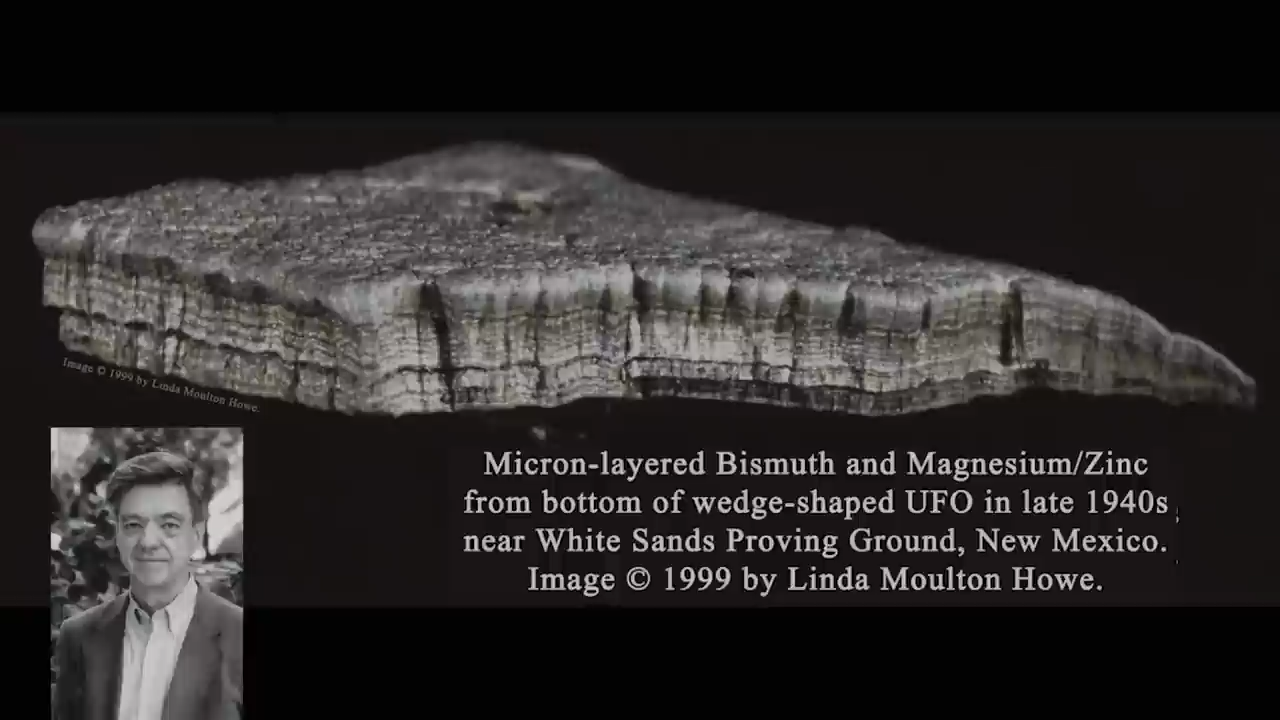 Image © 1999 by Linda Moulton Howe.
Micron-layered Bismuth and Magnesium/Zinc
from bottom of wedge-shaped UFO in late 1940s
near White Sands Proving Ground, New Mexico.
Image © 1999 by Linda Moulton Howe.